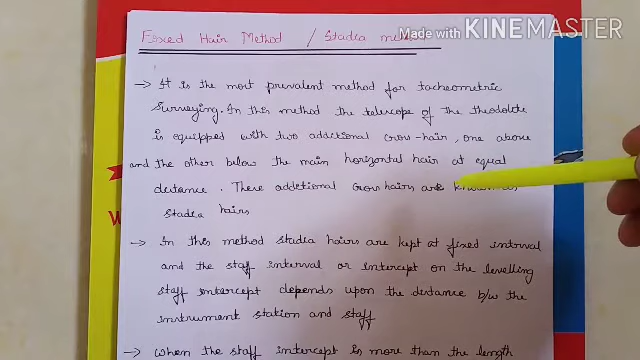 Fixed Hair Method / Stadia method
Made with KINEMASTER
→ It is the most prevalent method for tacheometric
surveying. In this method the telescope of the theodolite
is equipped with two additional cross-hair, one above
and the other below the main horizontal hair at equal
distance. These additional cross hairs are known as
stadia hairs
→ In this method stadia hairs are kept at fixed interval
and the staff interval or intercept on the levelling
staff intercept depends upon the distance b/w the
instrument station and staff
→ When the staff intercept is more than the length